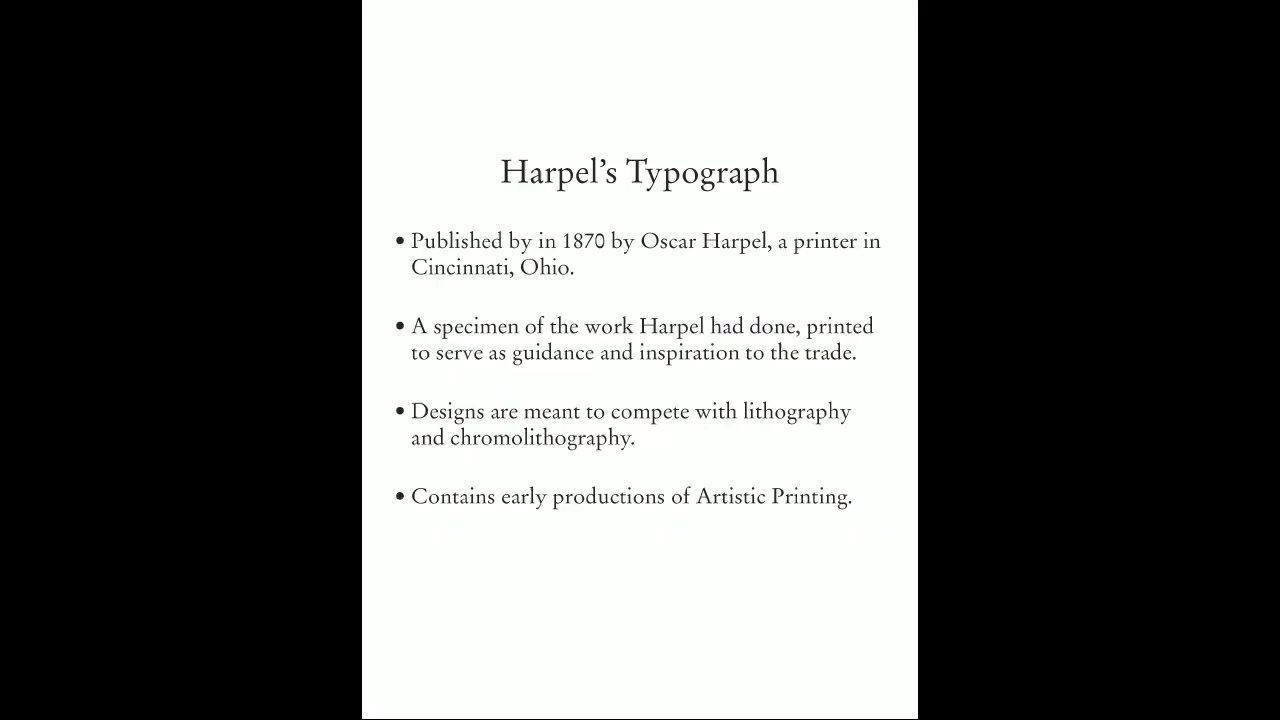 Harpel’s Typograph
• Published by in 1870 by Oscar Harpel, a printer in
Cincinnati, Ohio.
• A specimen of the work Harpel had done, printed
to serve as guidance and inspiration to the trade.
• Designs are meant to compete with lithography
and chromolithography.
• Contains early productions of Artistic Printing.